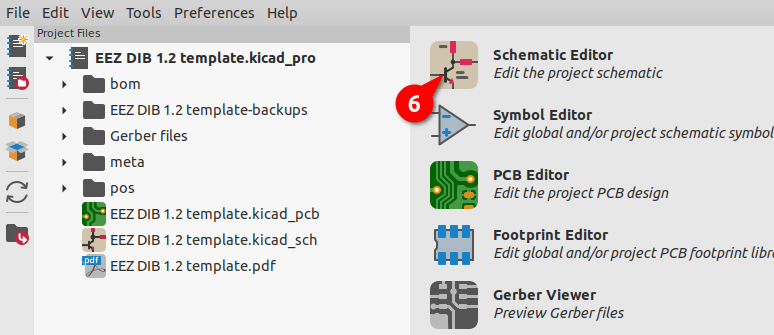 File Edit View Tools Preferences Help
Project Files
EEZ DIB 1.2 template.kicad_pro
bom
EEZ DIB 1.2 template-backups
Gerber files
meta
pos
EEZ DIB 1.2 template.kicad_pcb
EEZ DIB 1.2 template.kicad_sch
.pdf EEZ DIB 1.2 template.pdf
6
Schematic Editor
Edit the project schematic
Symbol Editor
Edit global and/or project schematic symbol
PCB Editor
Edit the project PCB design
Footprint Editor
Edit global and/or project PCB footprint libra
Gerber Viewer
Preview Gerber files